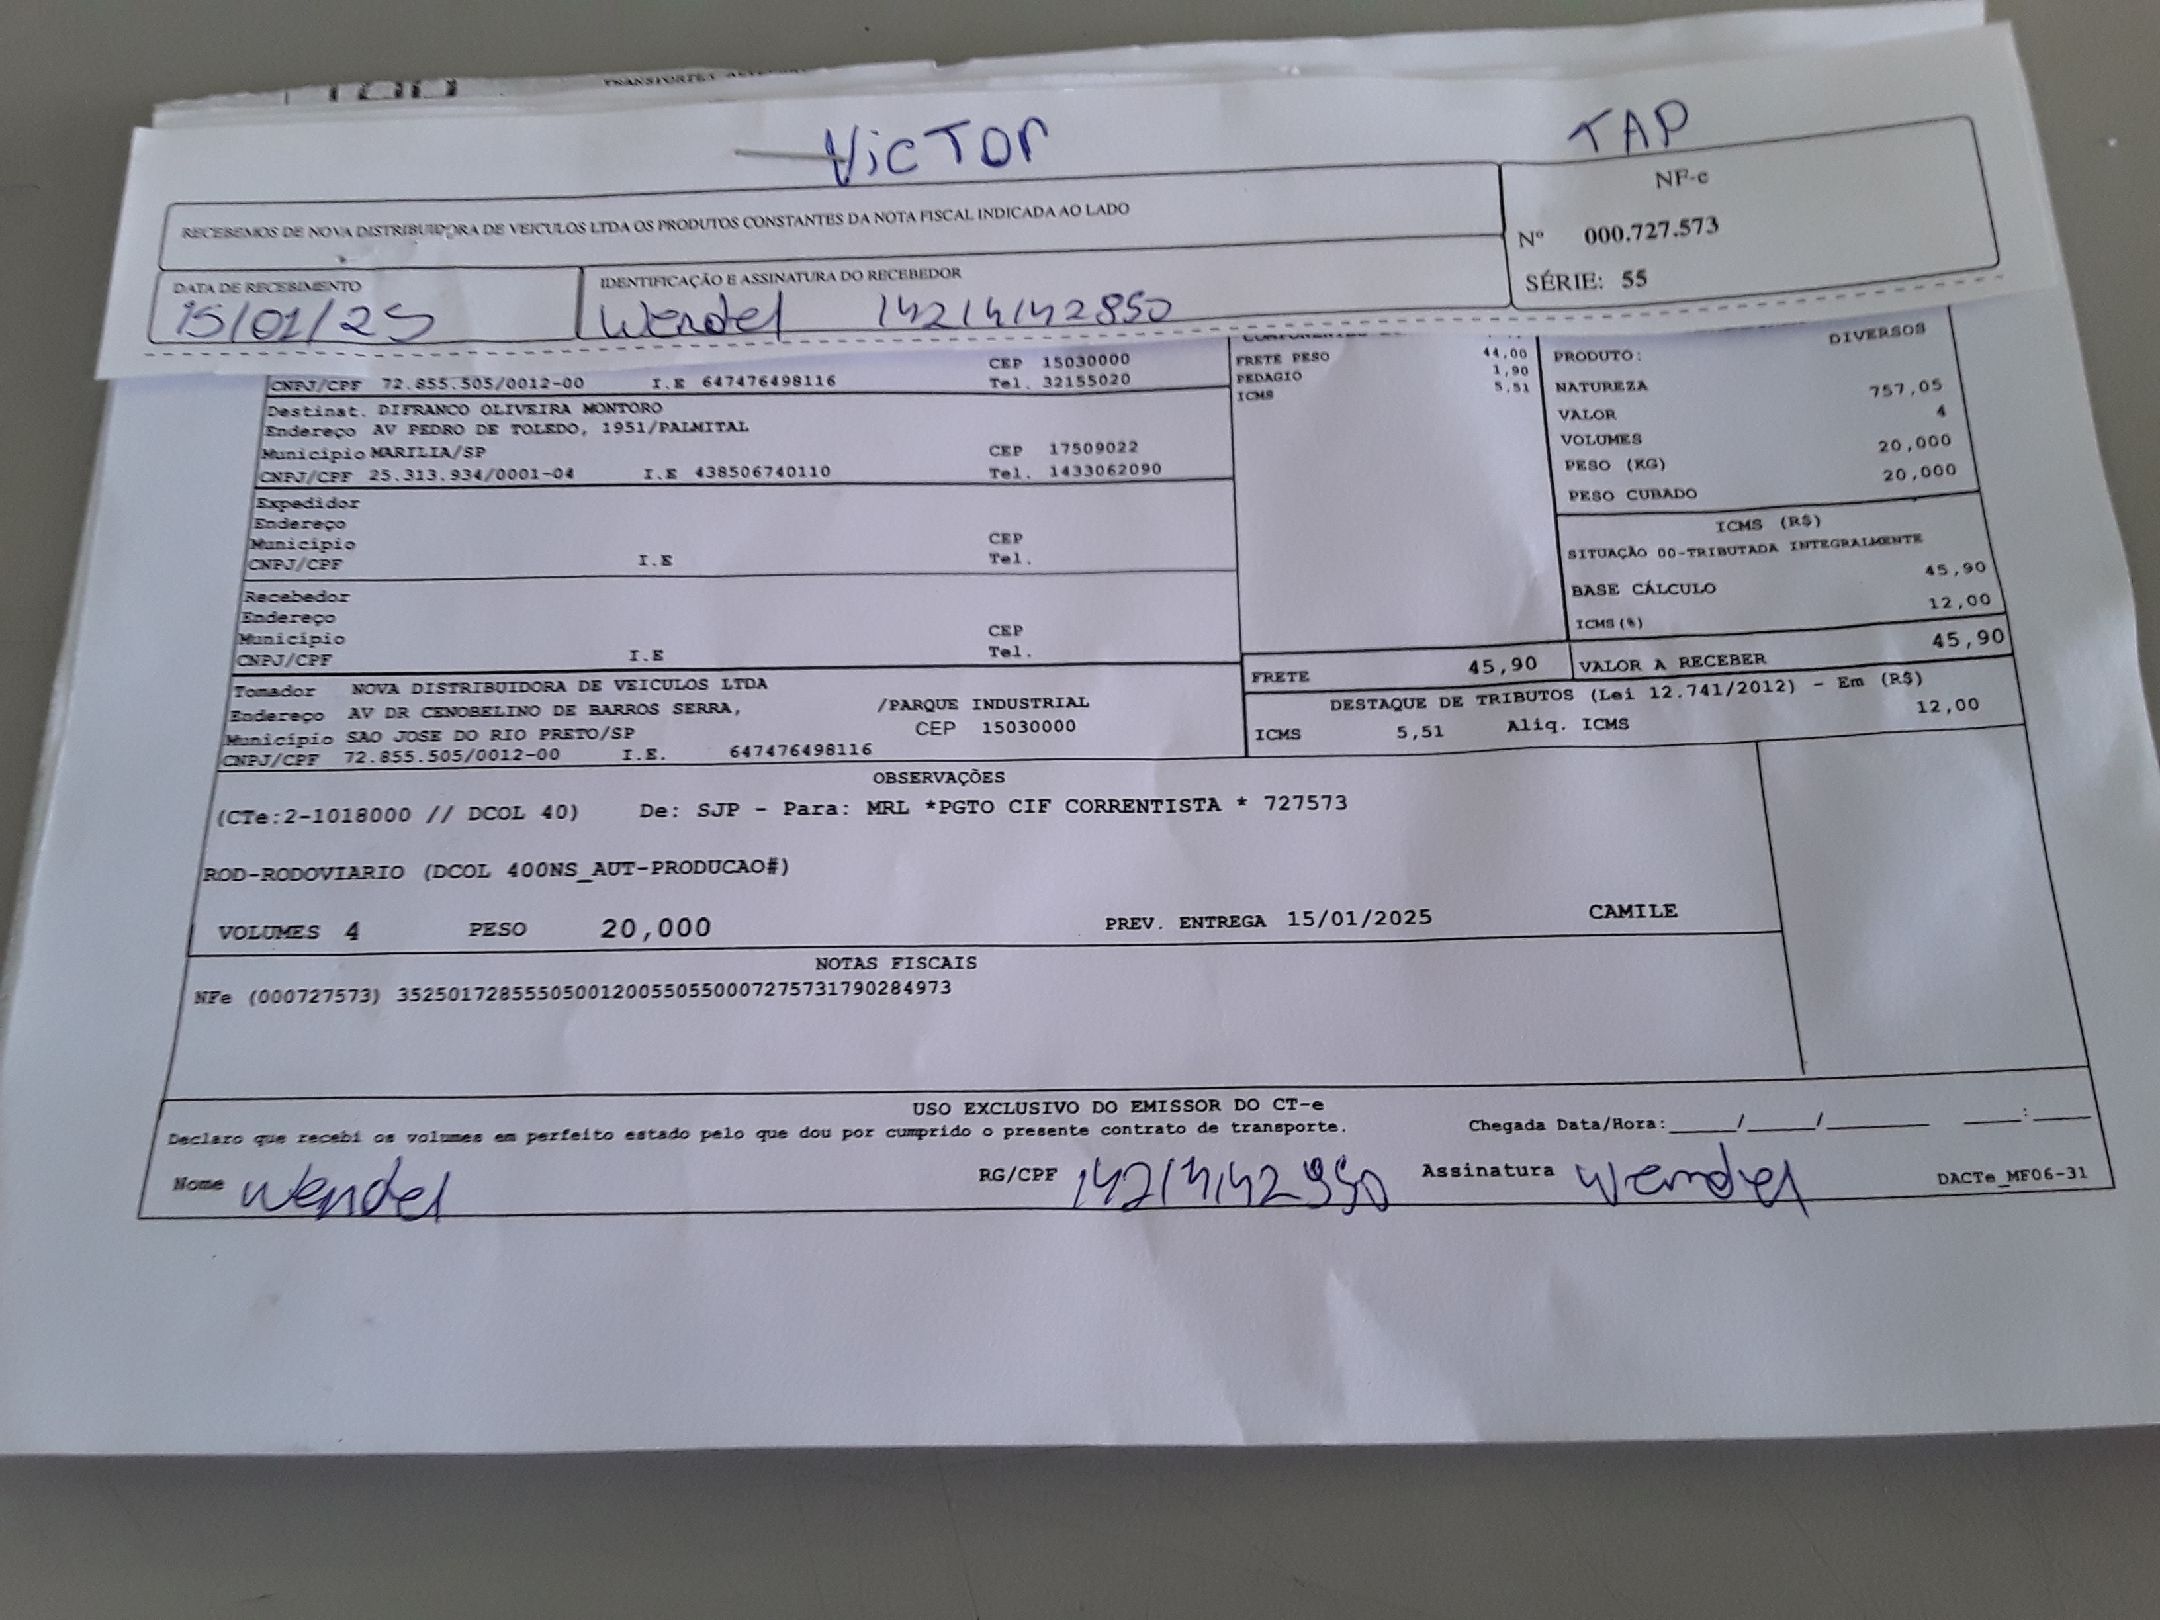 VicTor
TAP
RECEBEMOS DE NOVA DISTRIBUIDORA DE VEICULOS LTDA OS PRODUTOS CONSTANTES DA NOTA FISCAL INDICADA AO LADO
NF-e
Nº 000.727.573
SÉRIE: 55
DATA DE RECEBIMENTO
15/01/25
IDENTIFICAÇÃO E ASSINATURA DO RECEBEDOR
Wendel
CEP 15030000
CNPJ/CPF 72.855.505/0012-00 I.E 647476498116 Tel. 32155020
Destinat. DIFRANCO OLIVEIRA MONTORO
Endereço AV PEDRO DE TOLEDO, 1951/PALMITAL
Município MARILIA/SP CEP 17509022
CNPJ/CPF 25.313.934/0001-04 I.E 438506740110 Tel. 1433062090
Expedidor
Endereço
Município CEP
CNPJ/CPF I.E Tel.
Recebedor
Endereço
Município CEP
CNPJ/CPF I.E Tel.
Tomador NOVA DISTRIBUIDORA DE VEICULOS LTDA
Endereço AV DR CENOBELINO DE BARROS SERRA, /PARQUE INDUSTRIAL
Município SAO JOSE DO RIO PRETO/SP CEP 15030000
CNPJ/CPF 72.855.505/0012-00 I.E. 647476498116
FRETE PESO 44,00
PEDAGIO 1,90
ICMS 5,51
DIVERSOS
PRODUTO:
NATUREZA
VALOR 757,05
VOLUMES 4
PESO (KG) 20,000
PESO CUBADO 20,000
ICMS (R$)
SITUAÇÃO 00-TRIBUTADA INTEGRALMENTE
BASE CÁLCULO 45,90
ICMS(%) 12,00
FRETE 45,90 VALOR A RECEBER 45,90
DESTAQUE DE TRIBUTOS (Lei 12.741/2012) - Em (R$)
ICMS 5,51 Aliq. ICMS 12,00
OBSERVAÇÕES
(CTe:2-1018000 // DCOL 40) De: SJP - Para: MRL *PGTO CIF CORRENTISTA * 727573
ROD-RODOVIARIO (DCOL 400NS_AUT-PRODUCAO#)
VOLUMES 4 PESO 20,000 PREV. ENTREGA 15/01/2025 CAMILE
NOTAS FISCAIS
NFe (000727573) 35250172855505001200550550007275731790284973
USO EXCLUSIVO DO EMISSOR DO CT-e
Declaro que recebi os volumes em perfeito estado pelo que dou por cumprido o presente contrato de transporte. Chegada Data/Hora:_____/_____/_______ ____:____
Nome Wendel RG/CPF Assinatura Wendel DACTe_MF06-31